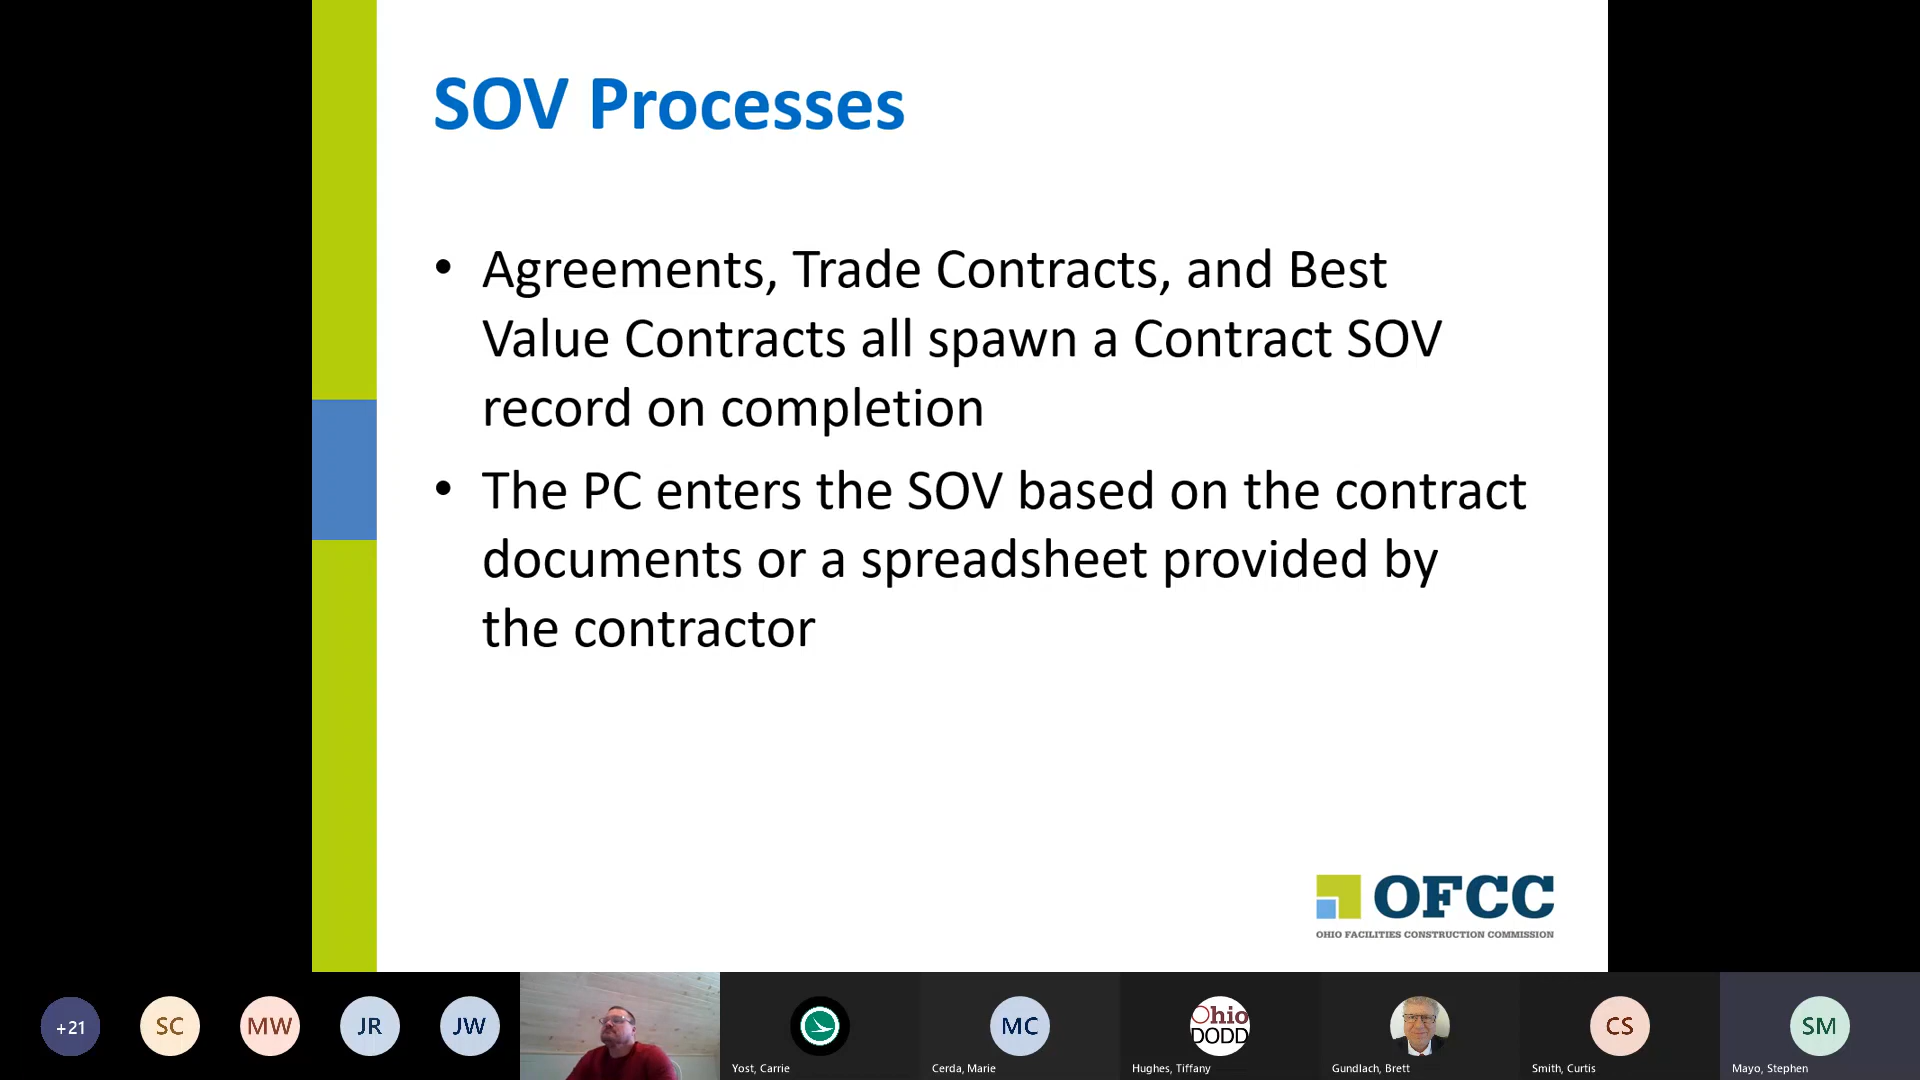 SOV Processes
• Agreements, Trade Contracts, and Best
Value Contracts all spawn a Contract SOV
record on completion
• The PC enters the SOV based on the contract
documents or a spreadsheet provided by
the contractor
OFCC
OHIO FACILITIES CONSTRUCTION COMMISSION
+21
SC
MW
JR
JW
Yost, Carrie
MC
Cerda, Marie
Ohio
DODD
Hughes, Tiffany
Gundlach, Brett
CS
Smith, Curtis
SM
Mayo, Stephen